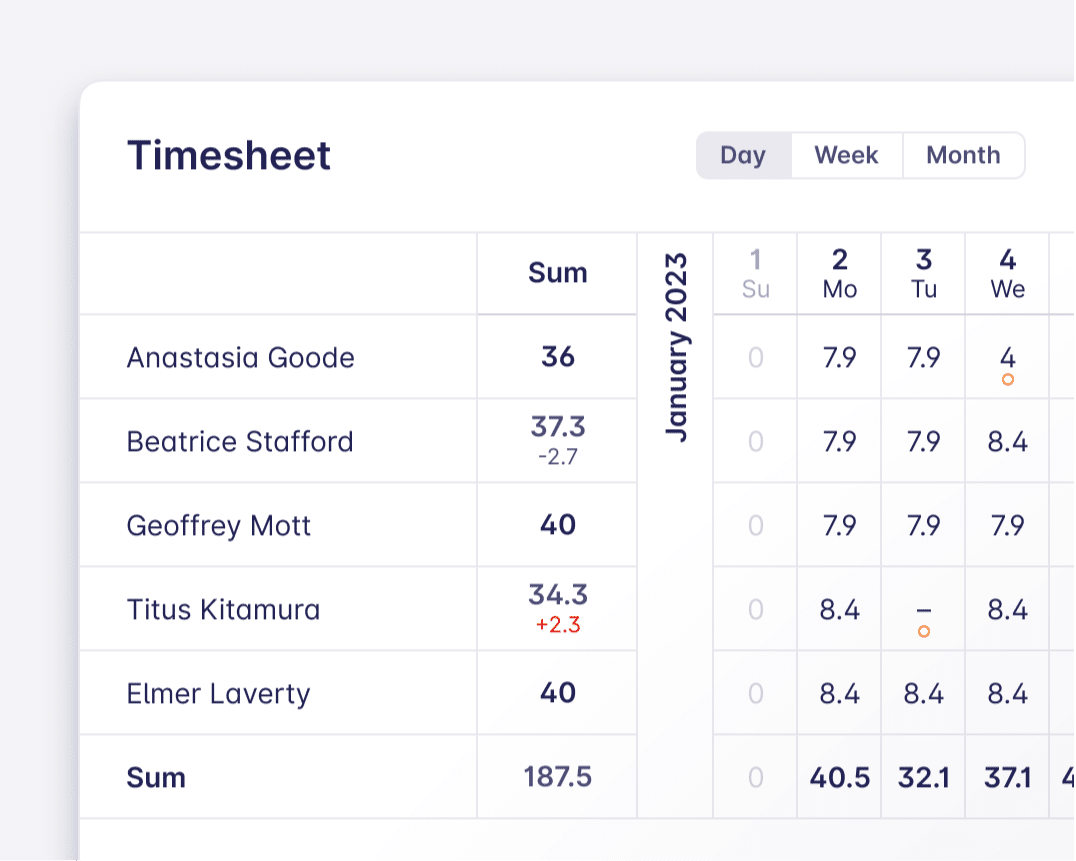 Timesheet
Day Week Month
Sum January 2023 1 2 3 4
Su Mo Tu We
Anastasia Goode 36 0 7.9 7.9 4
Beatrice Stafford 37.3 0 7.9 7.9 8.4
-2.7
Geoffrey Mott 40 0 7.9 7.9 7.9
Titus Kitamura 34.3 0 8.4 – 8.4
+2.3
Elmer Laverty 40 0 8.4 8.4 8.4
Sum 187.5 0 40.5 32.1 37.1